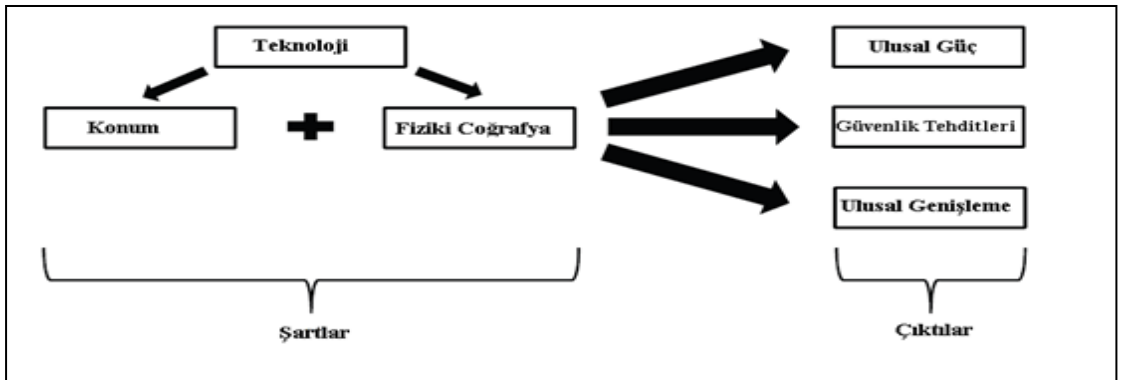 Teknoloji
Konum
Fiziki Coğrafya
Ulusal Güç
Güvenlik Tehditleri
Ulusal Genişleme
Şartlar
Çıktılar